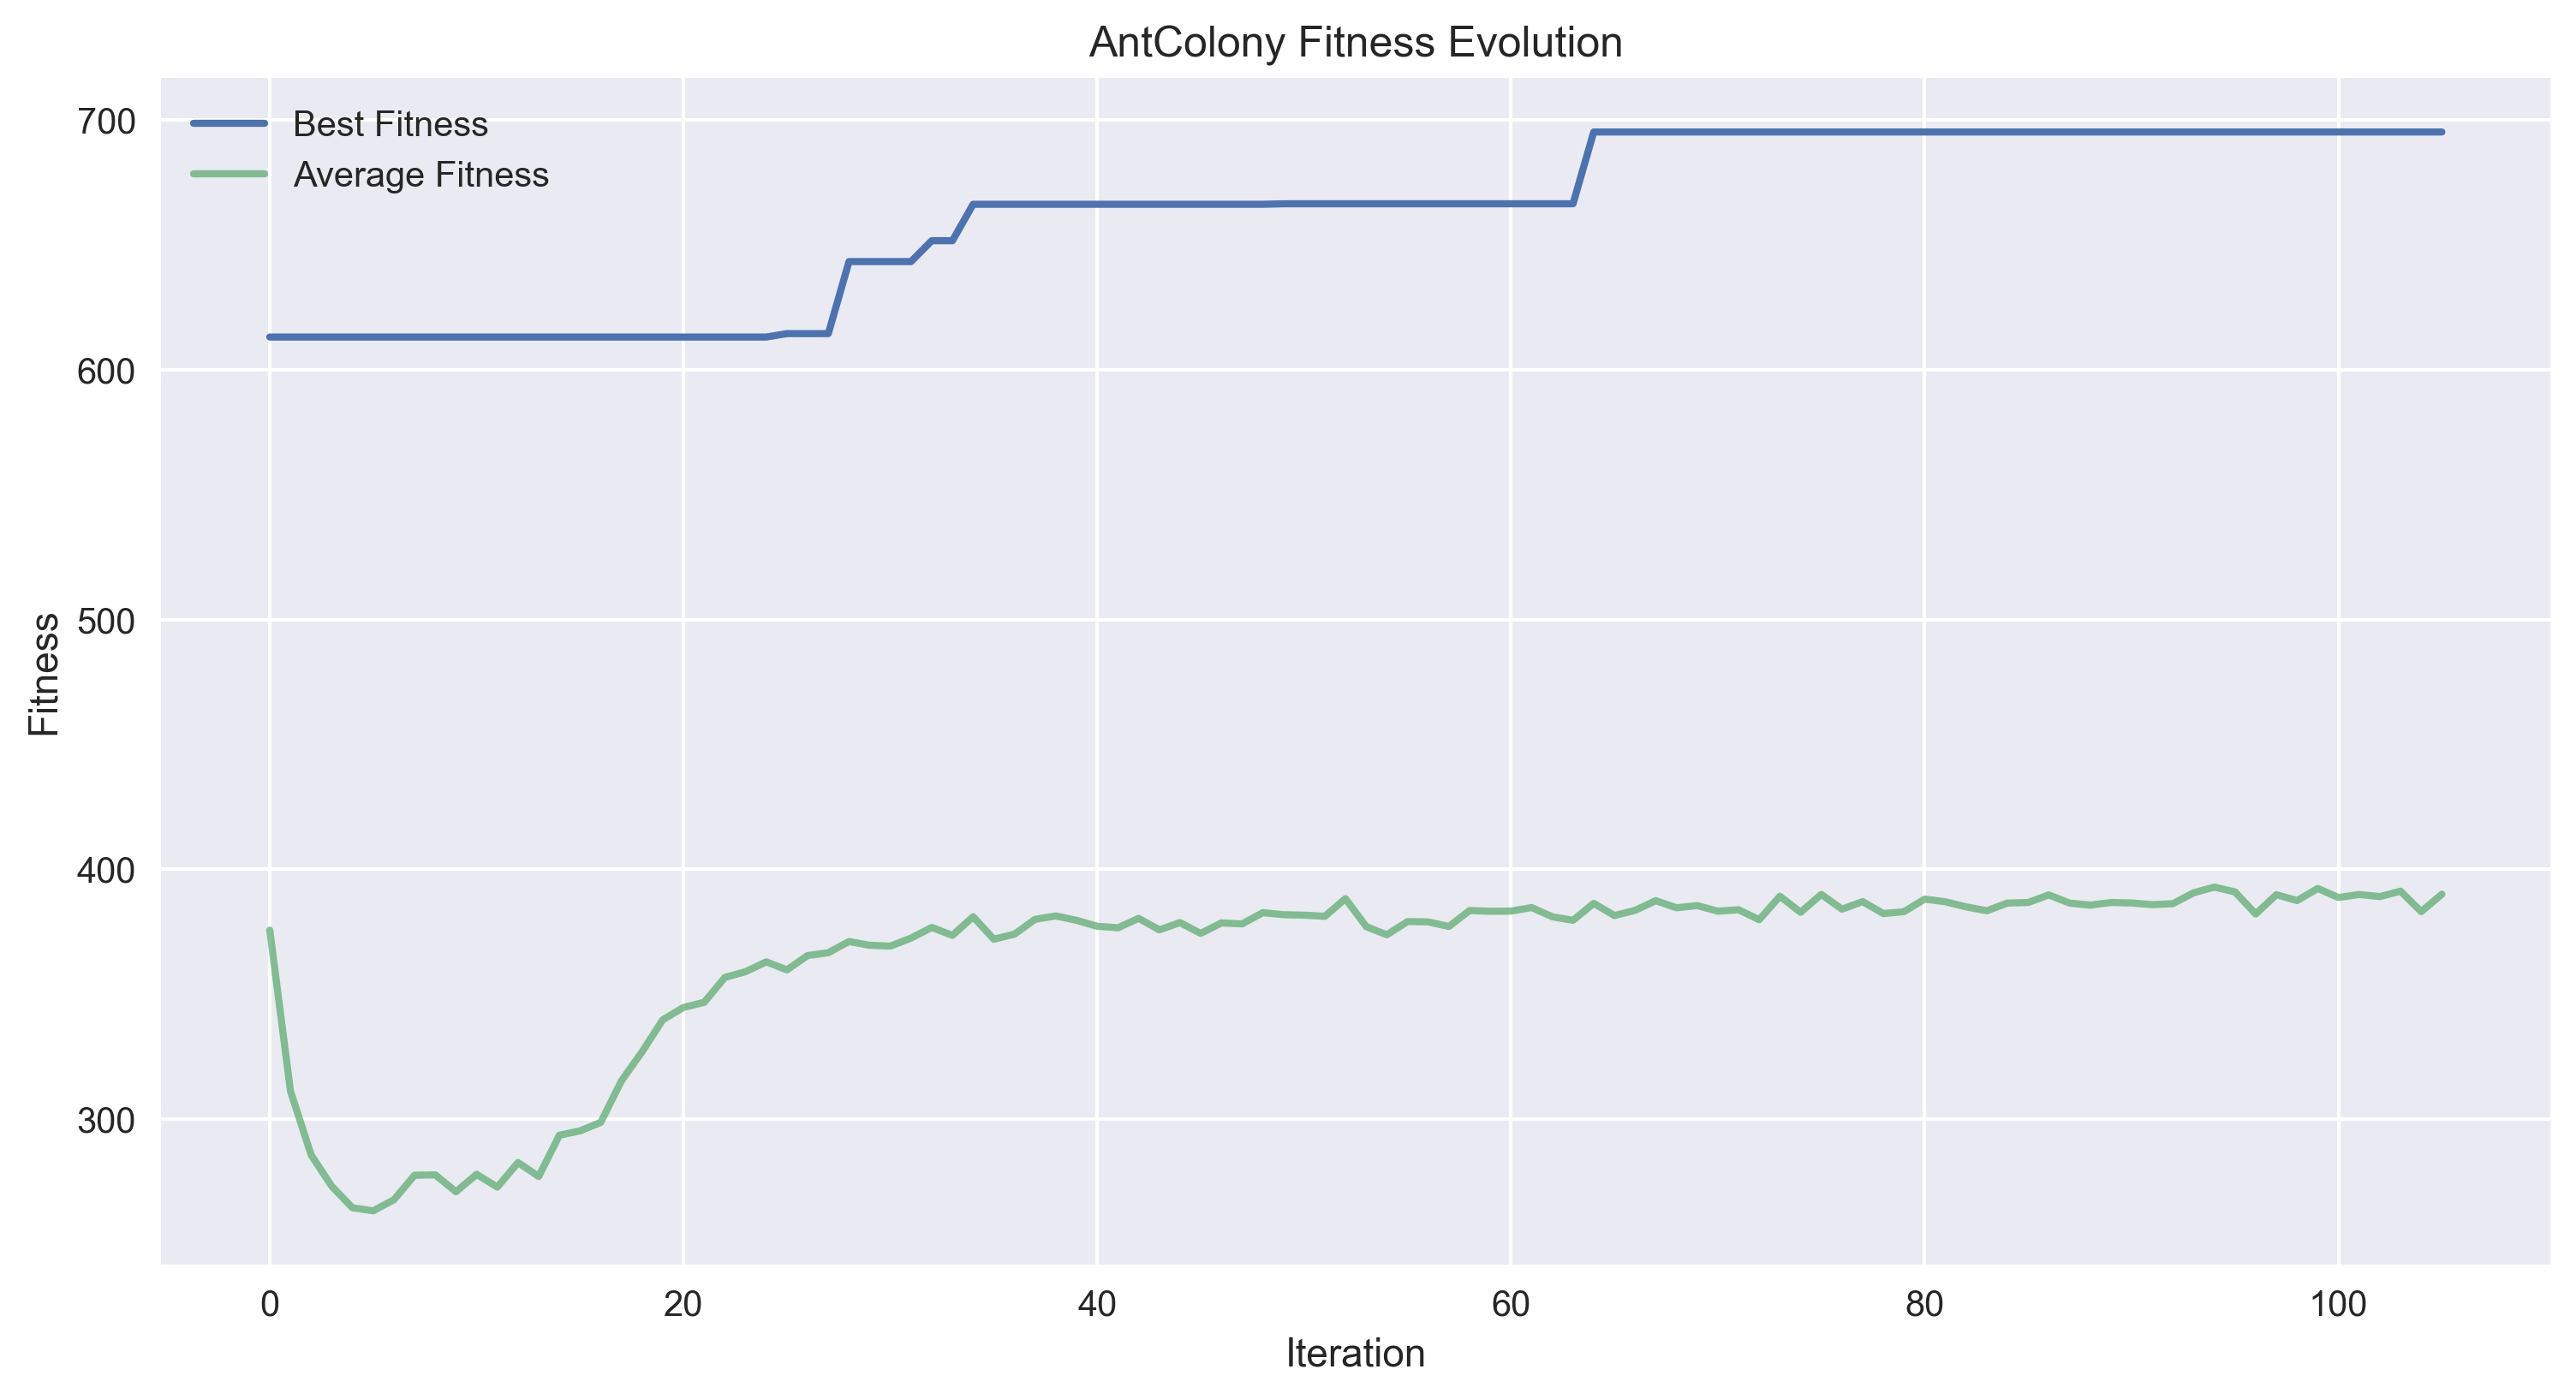 AntColony Fitness Evolution
Best Fitness
Average Fitness
700
600
500
400
300
Fitness
0 20 40 60 80 100
Iteration